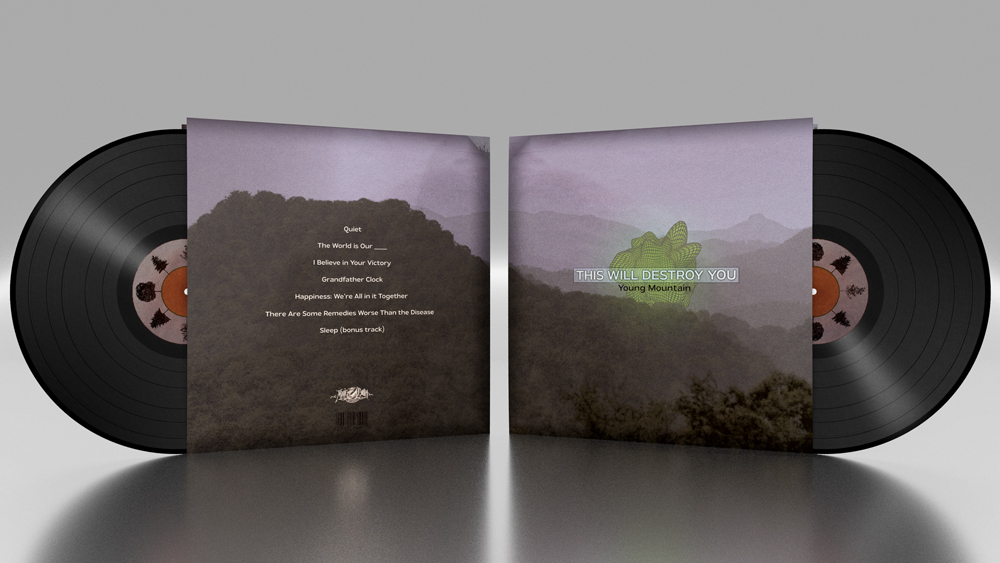 Quiet
The World is Our ___
I Believe in Your Victory
Grandfather Clock
Happiness: We're All in it Together
There Are Some Remedies Worse Than the Disease
Sleep (bonus track)
THIS WILL DESTROY YOU
Young Mountain